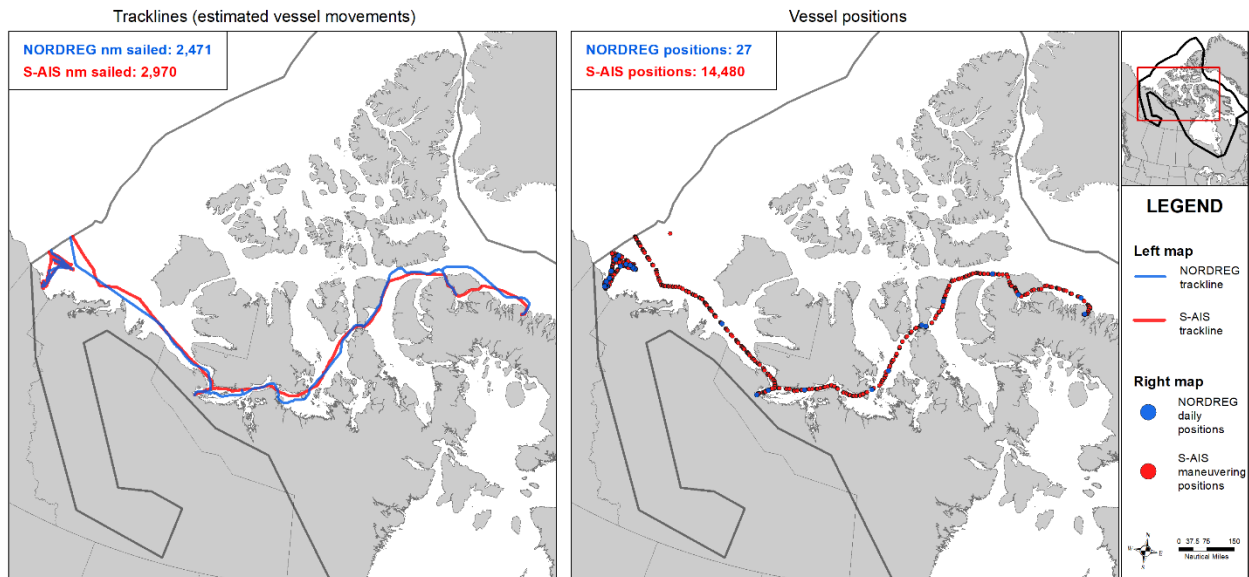 Tracklines (estimated vessel movements)
NORDREG nm sailed: 2,471
S-AIS nm sailed: 2,970
Vessel positions
NORDREG positions: 27
S-AIS positions: 14,480
LEGEND
Left map
NORDREG
trackline
S-AIS
trackline
Right map
NORDREG
daily
positions
S-AIS
maneuvering
positions
N
W E
S
0 37.5 75 150
Nautical Miles